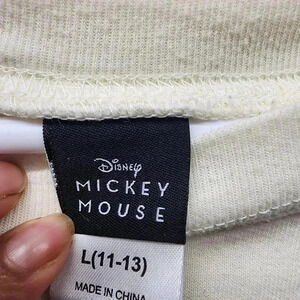 Disney
MICKEY
MOUSE
L(11-13)
MADE IN CHINA